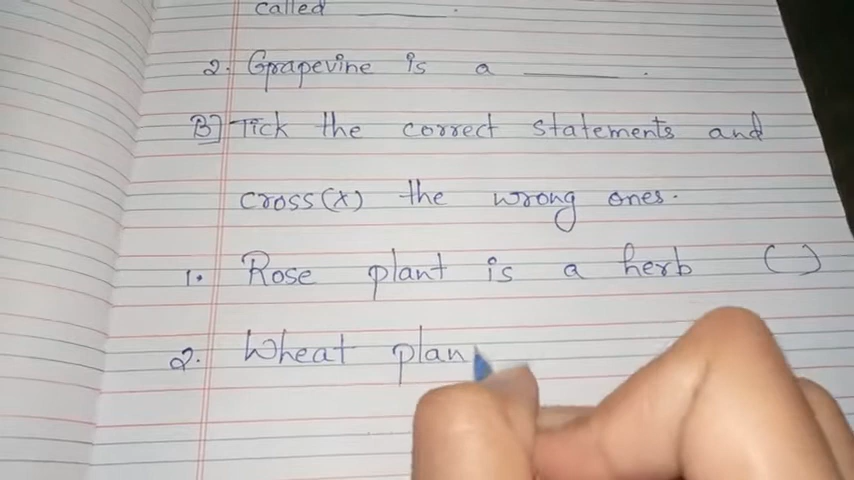 called ______.
2. Grapevine is a ______.
B] Tick the correct statements and
cross(x) the wrong ones.
1. Rose plant is a herb ( )
2. Wheat plan